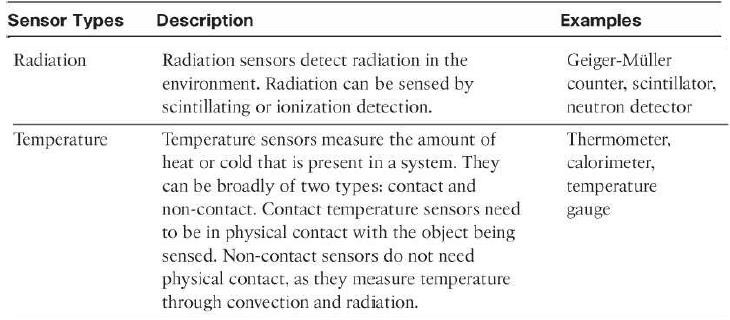 Sensor Types Description Examples
Radiation Radiation sensors detect radiation in the Geiger-Müller
environment. Radiation can be sensed by counter, scintillator,
scintillating or ionization detection. neutron detector
Temperature Temperature sensors measure the amount of Thermometer,
heat or cold that is present in a system. They calorimeter,
can be broadly of two types: contact and temperature
non-contact. Contact temperature sensors need gauge
to be in physical contact with the object being
sensed. Non-contact sensors do not need
physical contact, as they measure temperature
through convection and radiation.